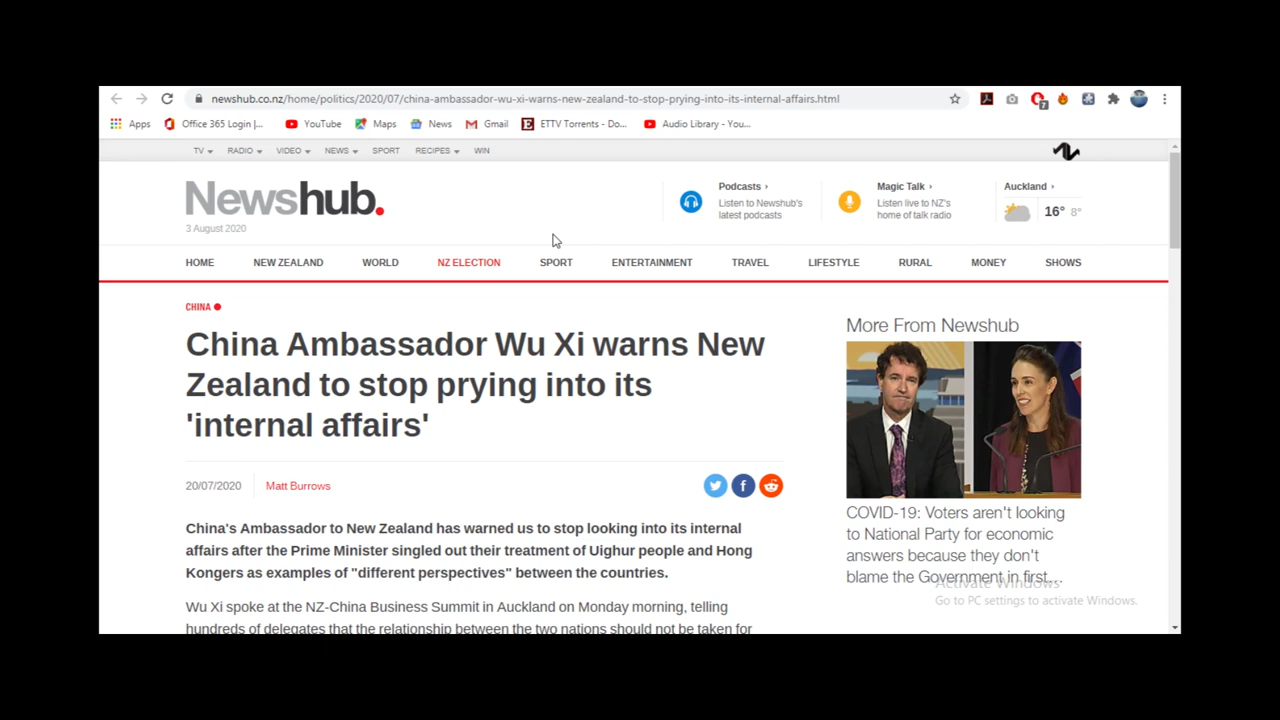 newshub.co.nz/home/politics/2020/07/china-ambassador-wu-xi-warns-new-zealand-to-stop-prying-into-its-internal-affairs.html
7
Apps Office 365 Login |... YouTube Maps News Gmail ETTV Torrents - Do... Audio Library - You...
TV RADIO VIDEO NEWS SPORT RECIPES WIN
Newshub.
3 August 2020
Podcasts ›
Listen to Newshub's
latest podcasts
Magic Talk ›
Listen live to NZ's
home of talk radio
Auckland ›
16° 8°
HOME NEW ZEALAND WORLD NZ ELECTION SPORT ENTERTAINMENT TRAVEL LIFESTYLE RURAL MONEY SHOWS
CHINA
China Ambassador Wu Xi warns New
Zealand to stop prying into its
'internal affairs'
20/07/2020 Matt Burrows
China's Ambassador to New Zealand has warned us to stop looking into its internal
affairs after the Prime Minister singled out their treatment of Uighur people and Hong
Kongers as examples of "different perspectives" between the countries.
Wu Xi spoke at the NZ-China Business Summit in Auckland on Monday morning, telling
hundreds of delegates that the relationship between the two nations should not be taken for
More From Newshub
COVID-19: Voters aren't looking
to National Party for economic
answers because they don't
blame the Government in first...
Activate Windows
Go to PC settings to activate Windows.